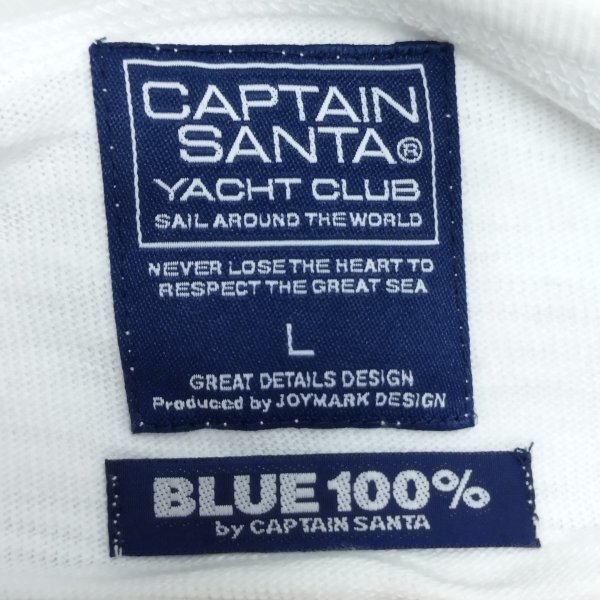 CAPTAIN
SANTA®
YACHT CLUB
SAIL AROUND THE WORLD
NEVER LOSE THE HEART TO
RESPECT THE GREAT SEA
L
GREAT DETAILS DESIGN
Produced by JOYMARK DESIGN
BLUE 100%
by CAPTAIN SANTA